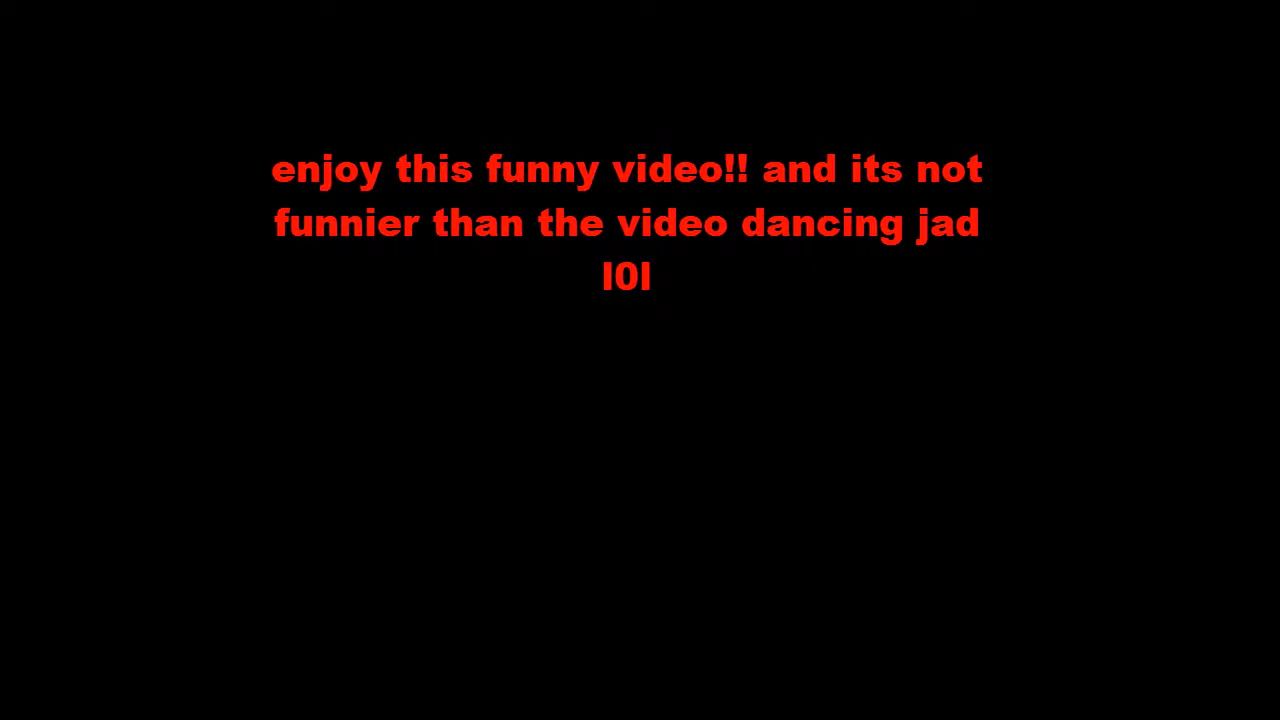 enjoy this funny video!! and its not
funnier than the video dancing jad
l0l